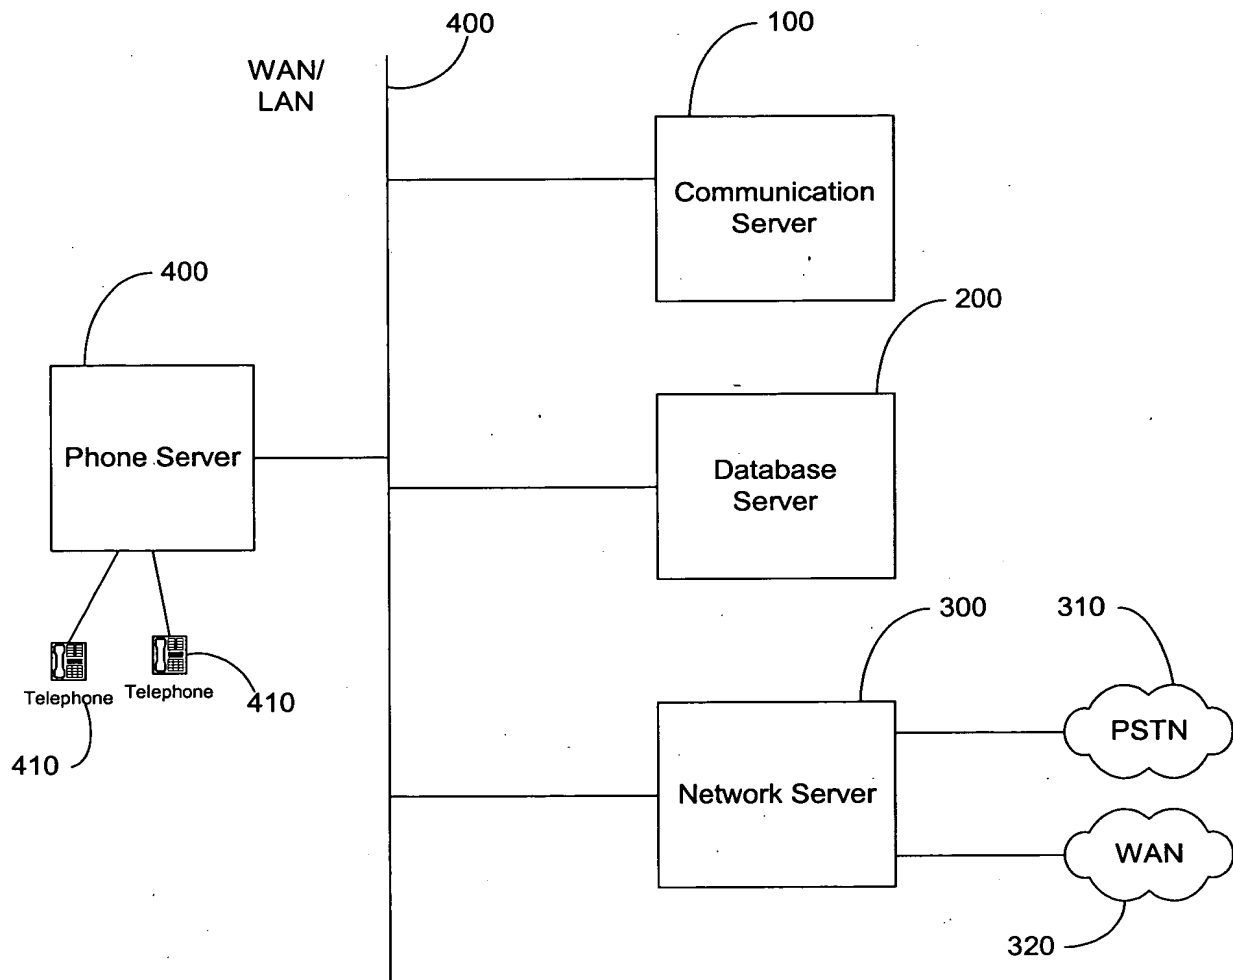 400
100
WAN/
LAN
Communication
Server
400
200
Phone Server
Database
Server
300
310
Telephone
Telephone
410
410
PSTN
Network Server
WAN
320